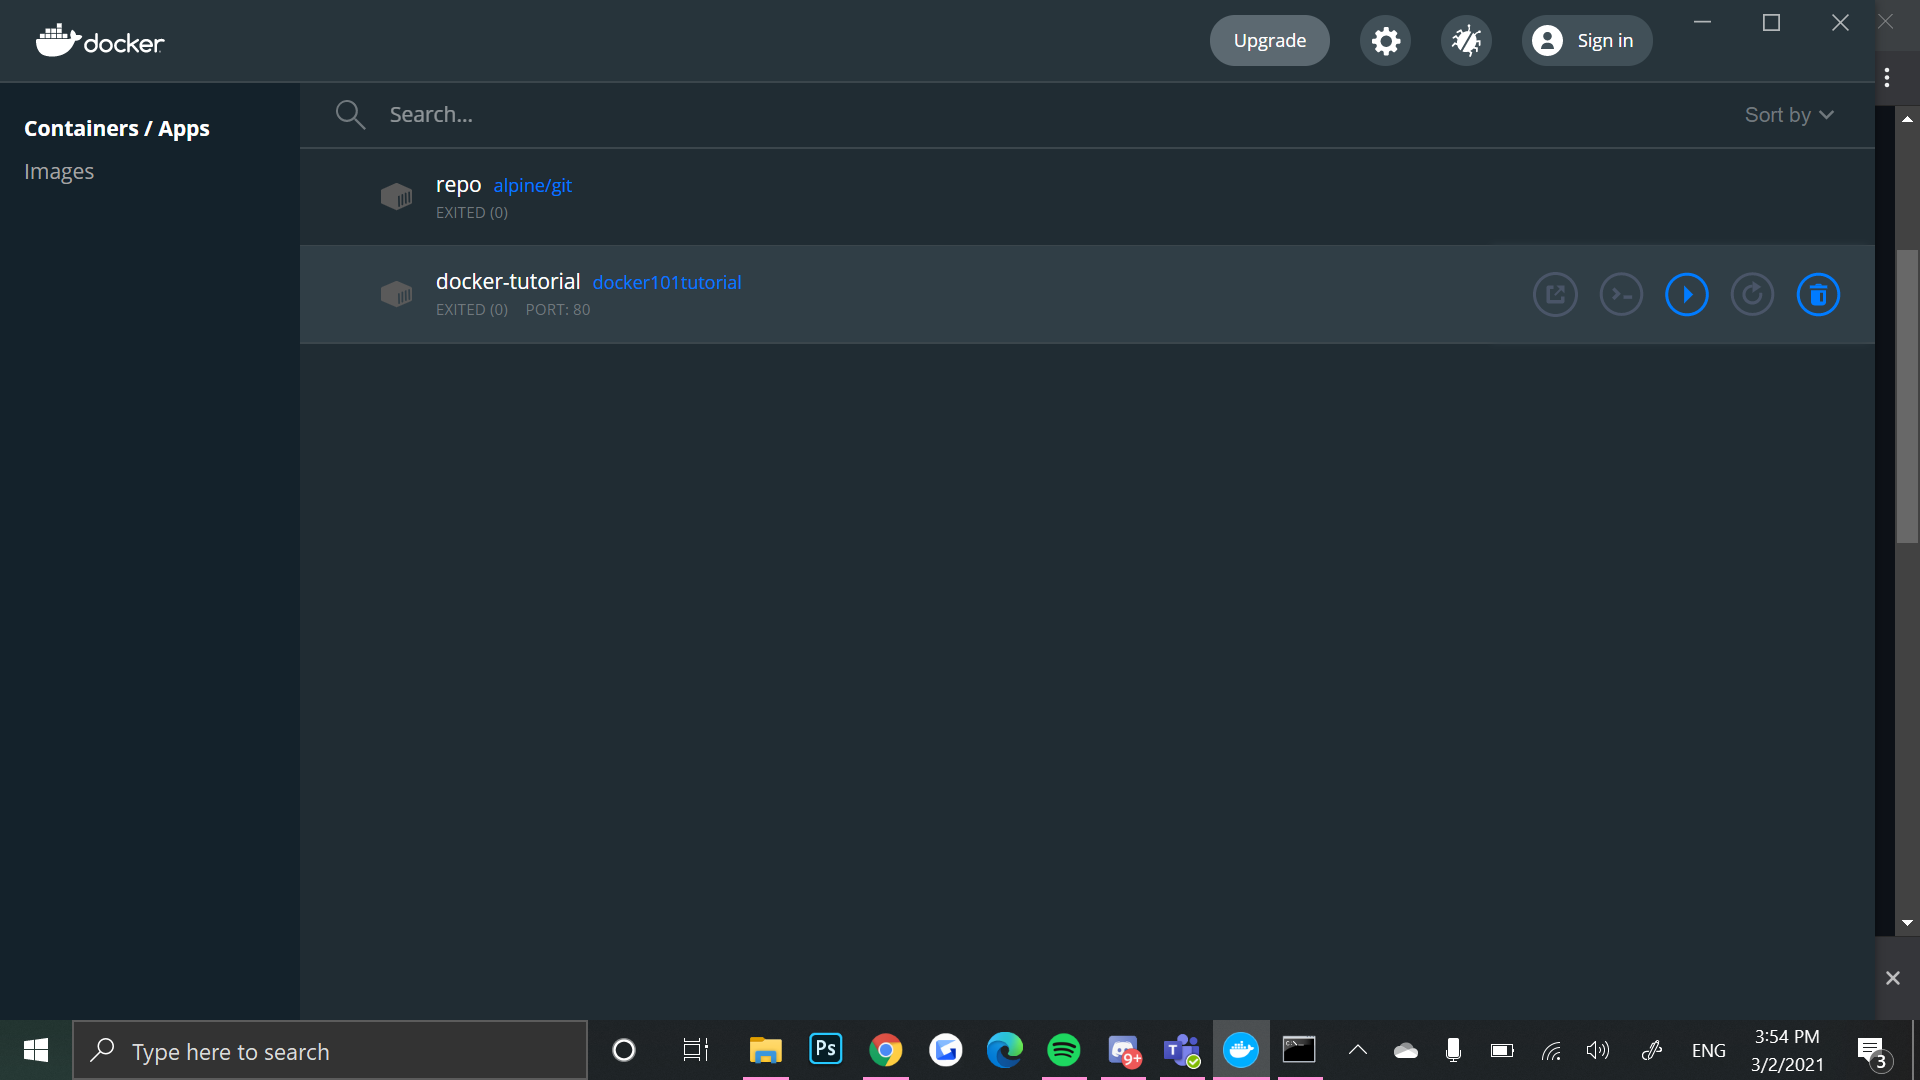 docker
Upgrade
Sign in
Containers / Apps
Images
Search...
Sort by
repo alpine/git
EXITED (0)
docker-tutorial docker101tutorial
EXITED (0) PORT: 80
Type here to search
Ps
9+
T
C:\...
ENG
3:54 PM
3/2/2021
3